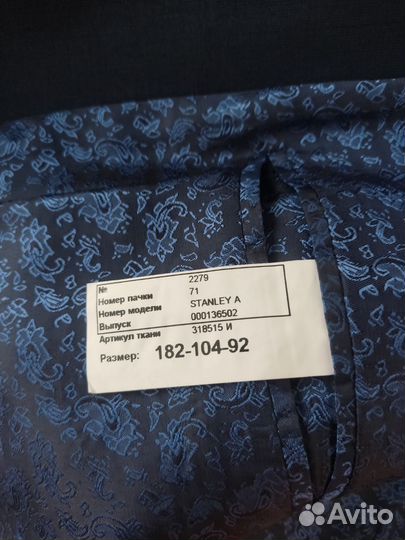 № 2279
Номер пачки 71
Номер модели STANLEY A
Выпуск 000136502
Артикул ткани 318515 И
Размер: 182-104-92
Avito